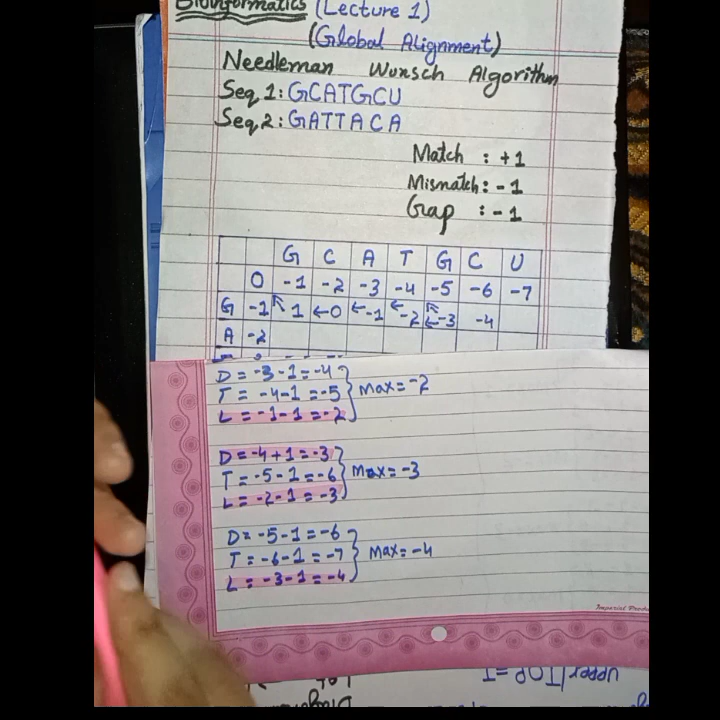 Bioinformatics (Lecture 1)
(Global Alignment)
Needleman Wunsch Algorithm
Seq 1: GCATGCU
Seq 2: GATTACA
Match : +1
Mismatch: -1
Gap : -1
G C A T G C U
0 -1 -2 -3 -4 -5 -6 -7
G -1 ↖ 1 ←0 ←-1 ←-2 ↖←-3 -4
A -2
D = -3-1 = -4
T = -4-1 = -5 } Max = -2
L = -1-1 = -2
D = -4+1 = -3
T = -5-1 = -6 } Max = -3
L = -2-1 = -3
D = -5-1 = -6
T = -6-1 = -7 } Max = -4
L = -3-1 = -4
Imperial
Upper/Top = T